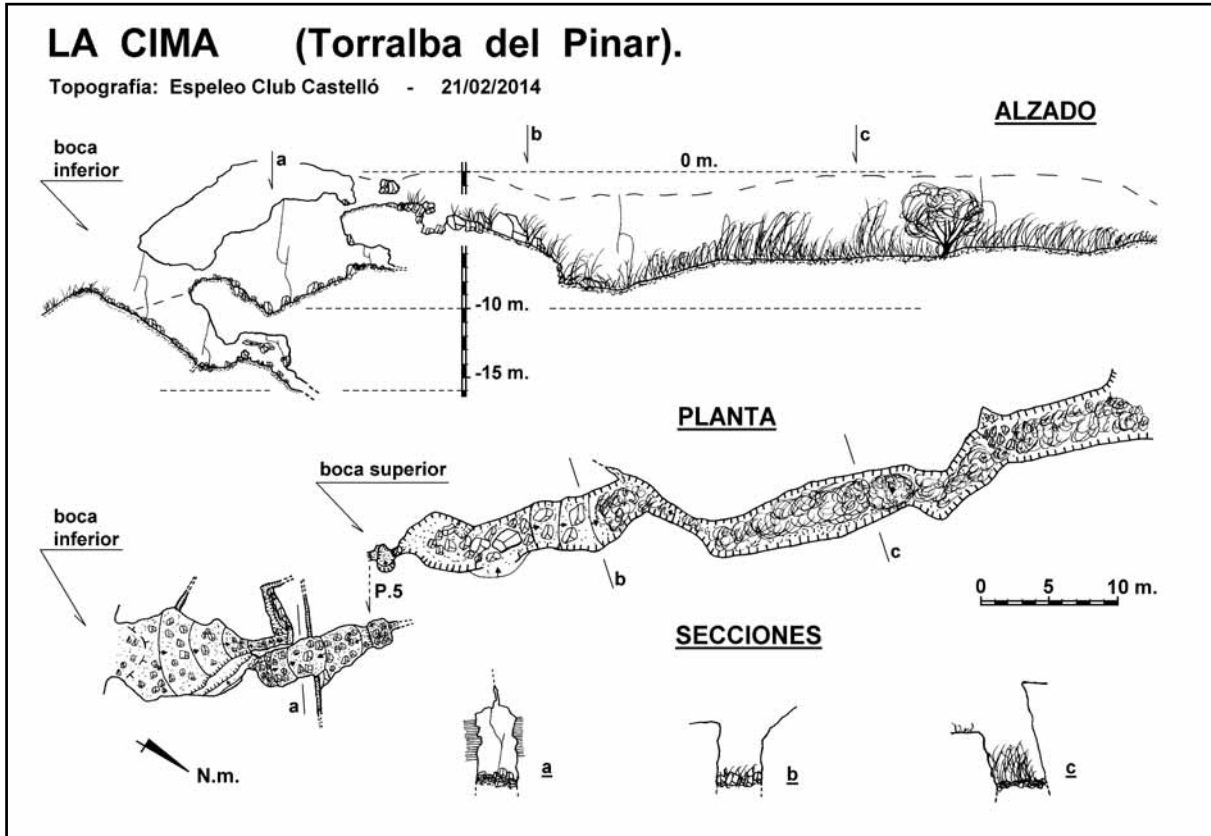 LA CIMA (Torralba del Pinar).
Topografía: Espeleo Club Castelló - 21/02/2014
ALZADO
boca
inferior
a
b
c
0 m.
-10 m.
-15 m.
PLANTA
boca superior
boca
inferior
P.5
a
b
c
0 5 10 m.
SECCIONES
N.m.
a
b
c